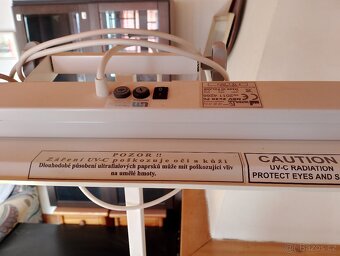 POZOR !!
Záření UV-C poškozuje oči a kůži
Dlouhodobé působení ultrafialových paprsků může mít poškozující vliv
na umělé hmoty.
CAUTION
UV-C RADIATION
PROTECT EYES AND S